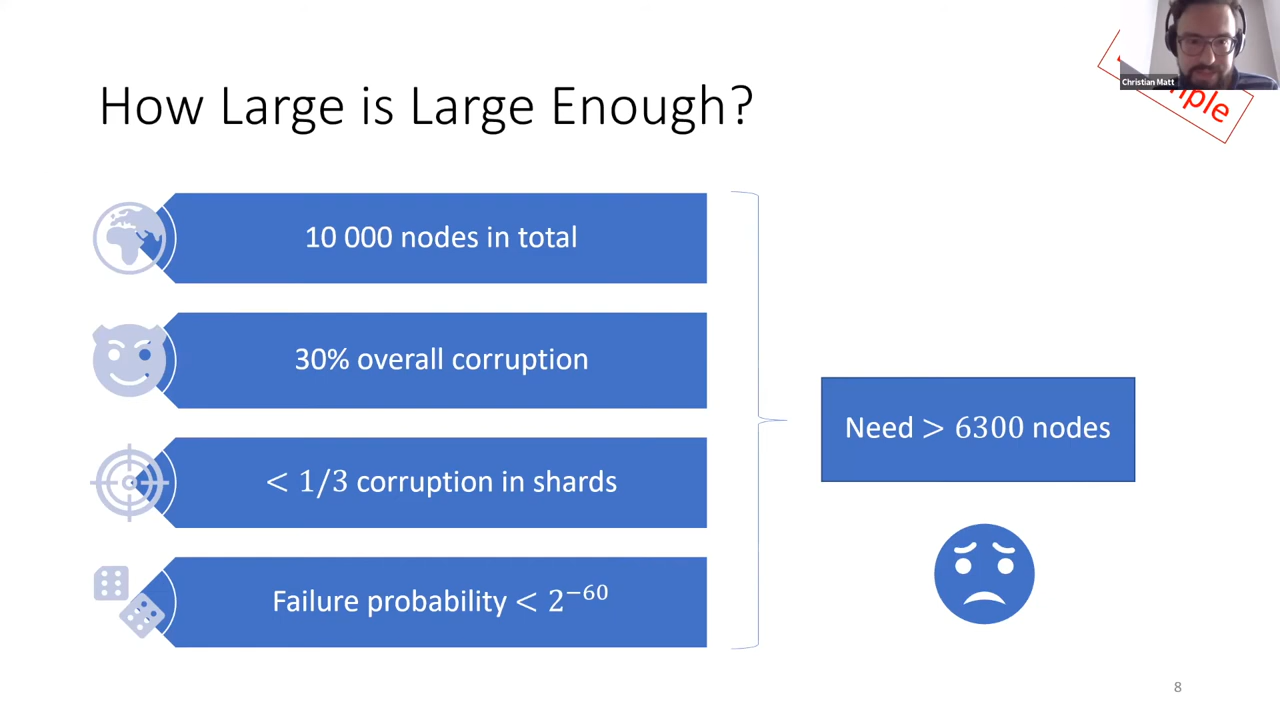 Christian Matt
How Large is Large Enough?
10 000 nodes in total
30% overall corruption
< 1/3 corruption in shards
Need > 6300 nodes
Failure probability < 2⁻⁶⁰
8